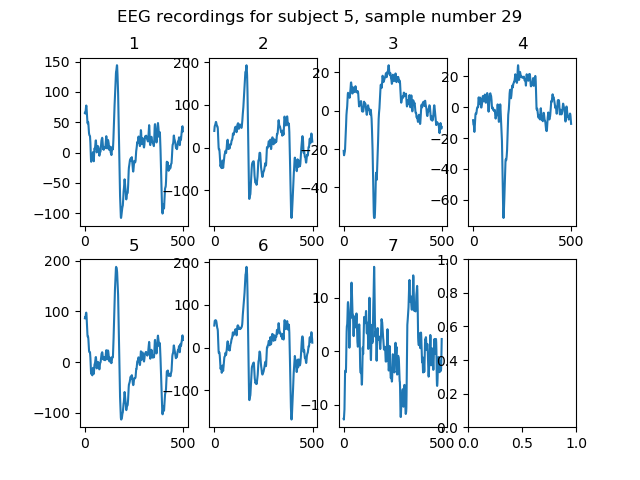 EEG recordings for subject 5, sample number 29
1 2 3 4
150 200 20 20
100 100 0 0
50 0 −20 −20
0 −100 −40 −40
−50 −60
−100
0 500 0 500 0 500 0 500
5 6 7
200 200 10 1.0
100 100 0 0.8
0 0 −10 0.6
−100 −100 0.4
0.2
0.0
0 500 0 500 0 500 0.0 0.5 1.0